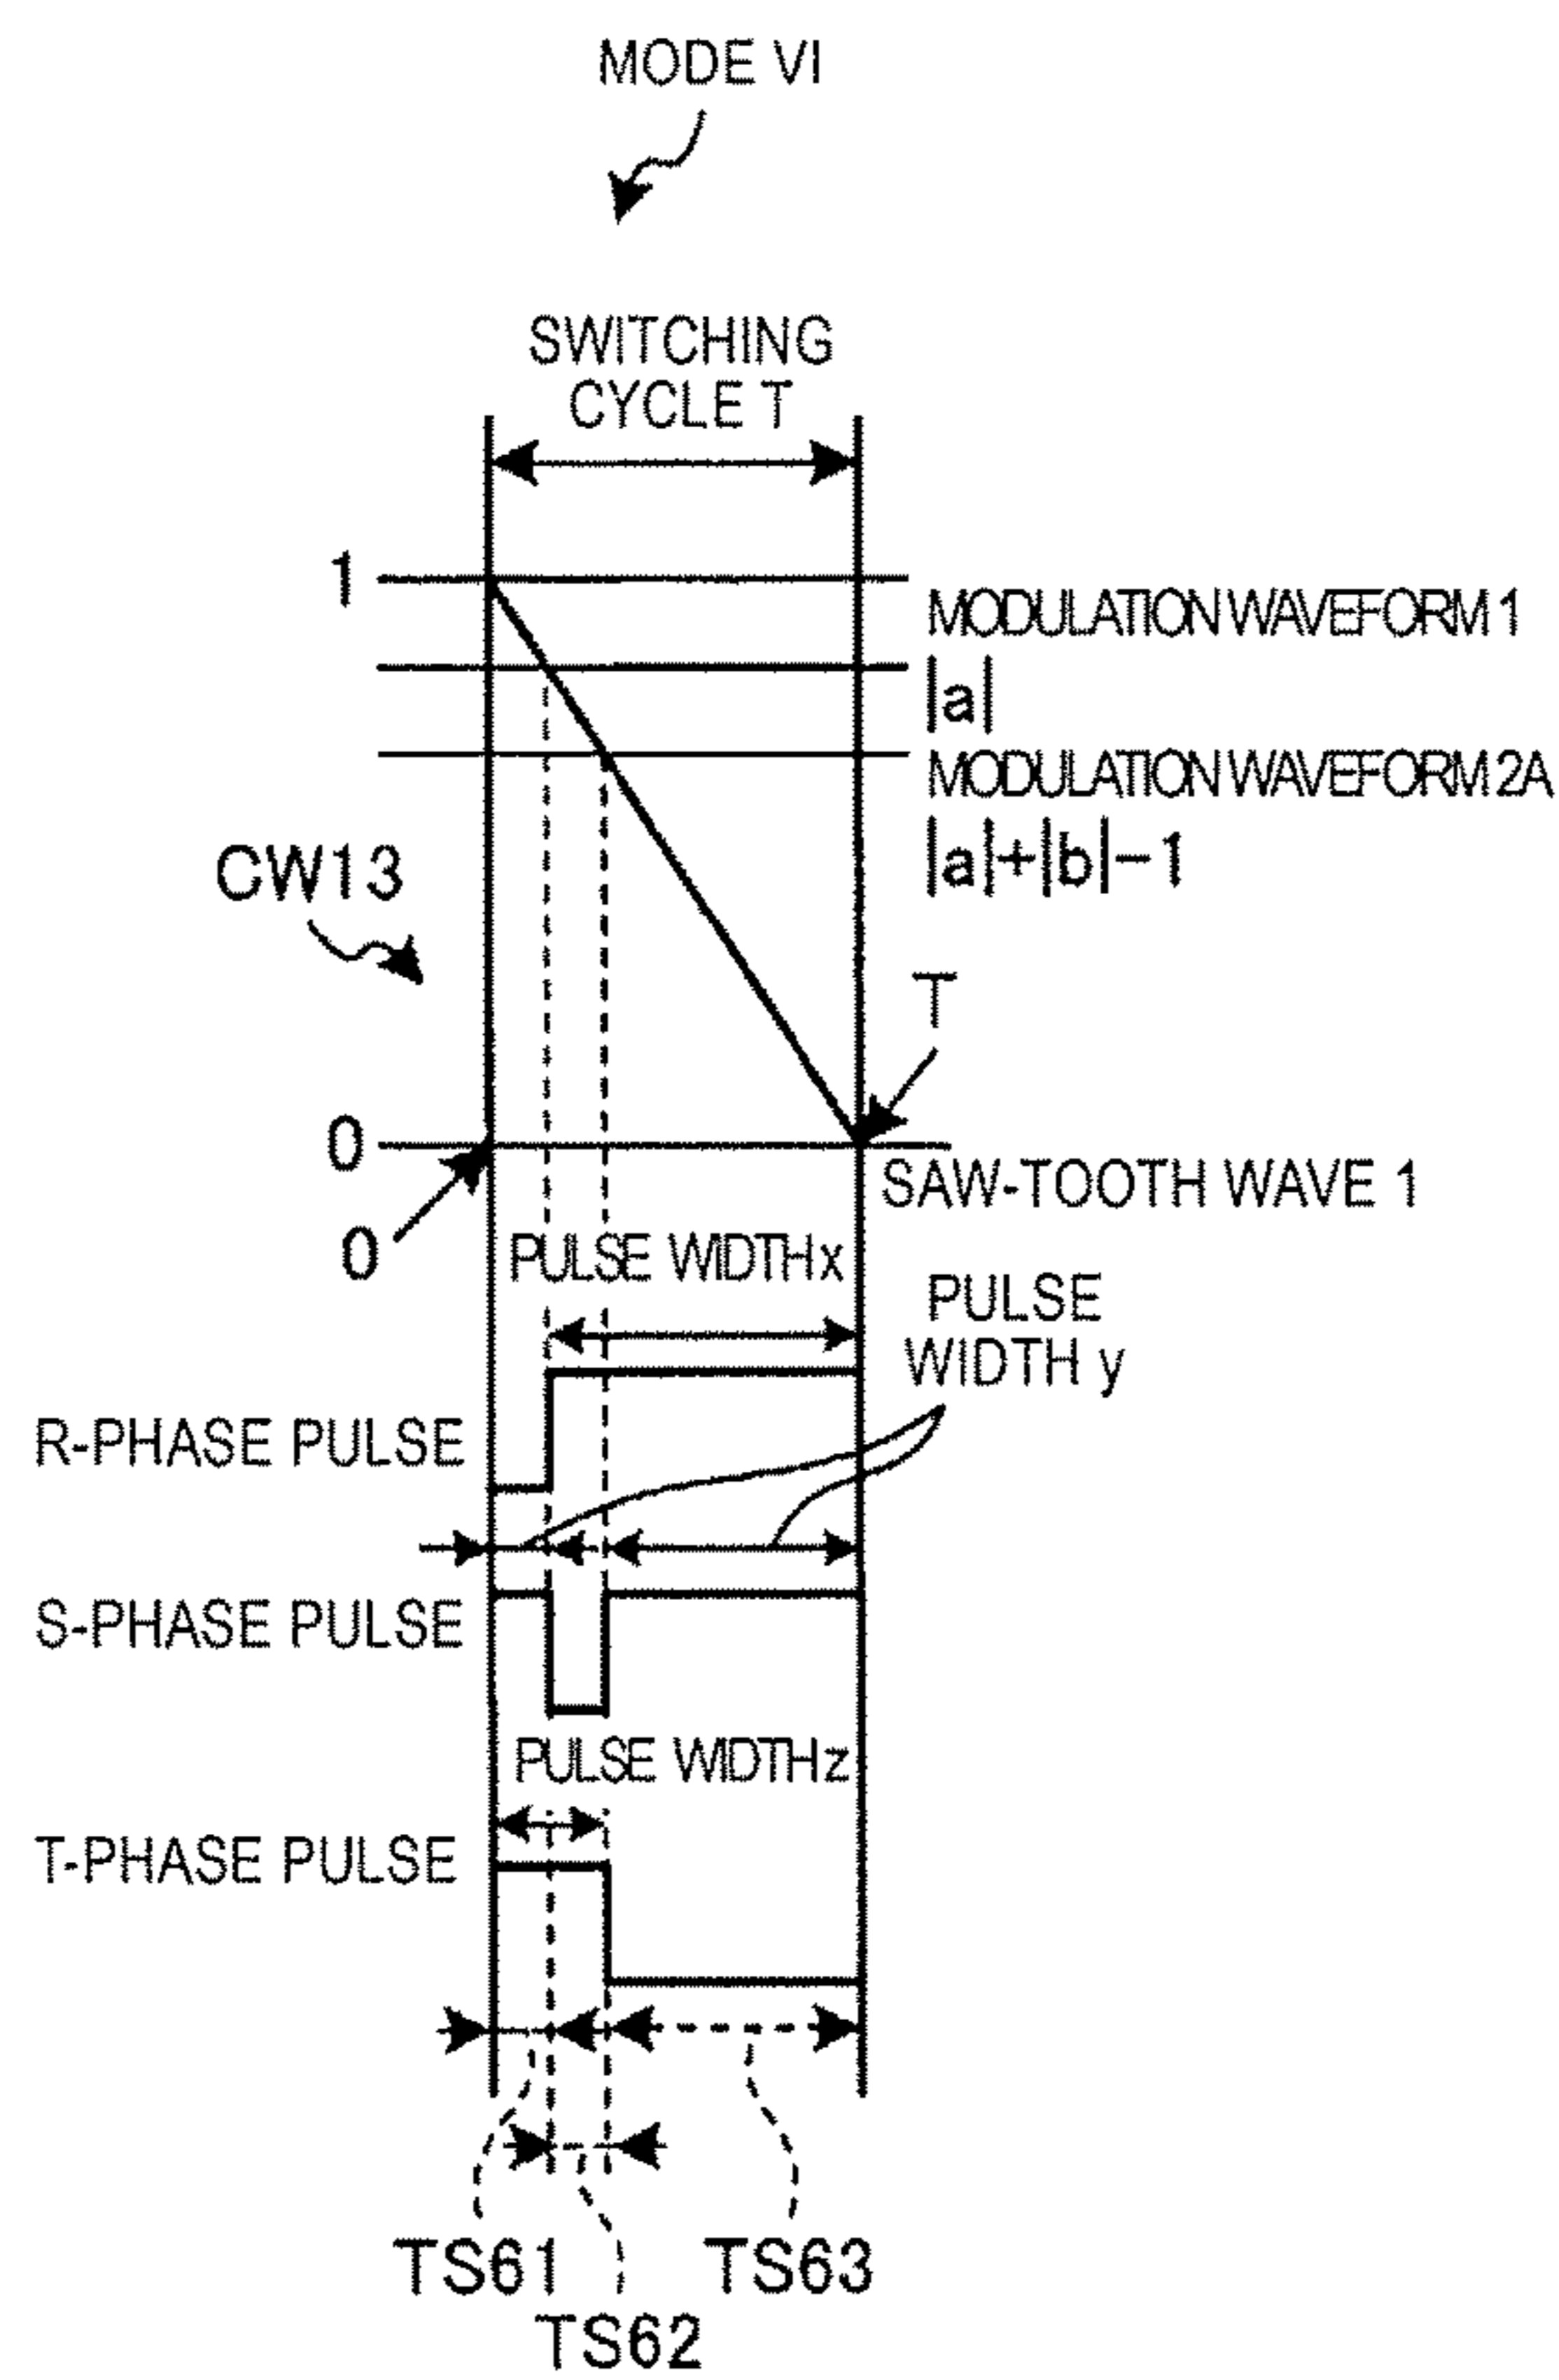 MODE VI
SWITCHING
CYCLE T
1
MODULATION WAVEFORM 1
|a|
MODULATION WAVEFORM 2A
|a|+|b|-1
CW13
T
0
SAW-TOOTH WAVE 1
0
PULSE WIDTH x
PULSE
WIDTH y
R-PHASE PULSE
S-PHASE PULSE
PULSE WIDTH z
T-PHASE PULSE
TS61
TS63
TS62